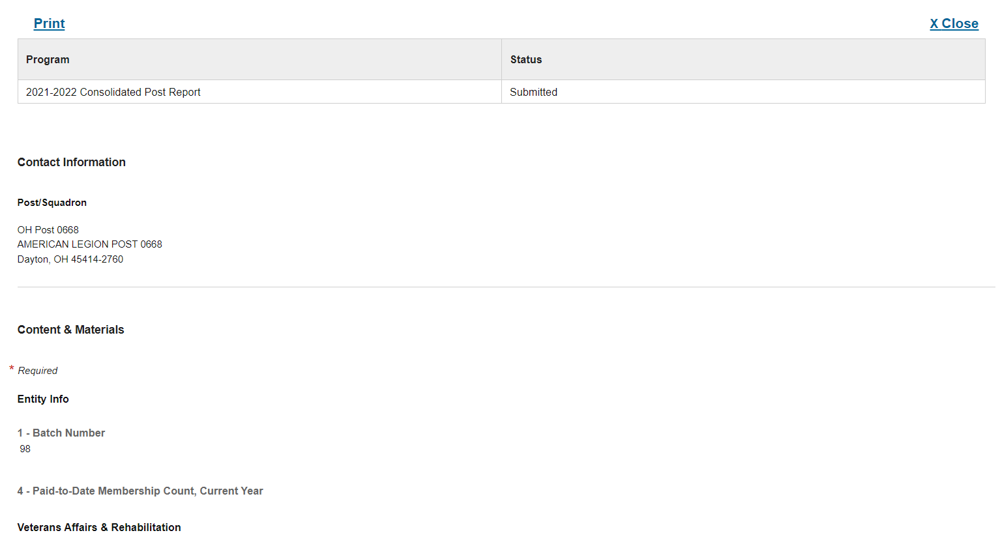 Print
X Close
Program
Status
2021-2022 Consolidated Post Report
Submitted
Contact Information
Post/Squadron
OH Post 0668
AMERICAN LEGION POST 0668
Dayton, OH 45414-2760
Content & Materials
* Required
Entity Info
1 - Batch Number
98
4 - Paid-to-Date Membership Count, Current Year
Veterans Affairs & Rehabilitation